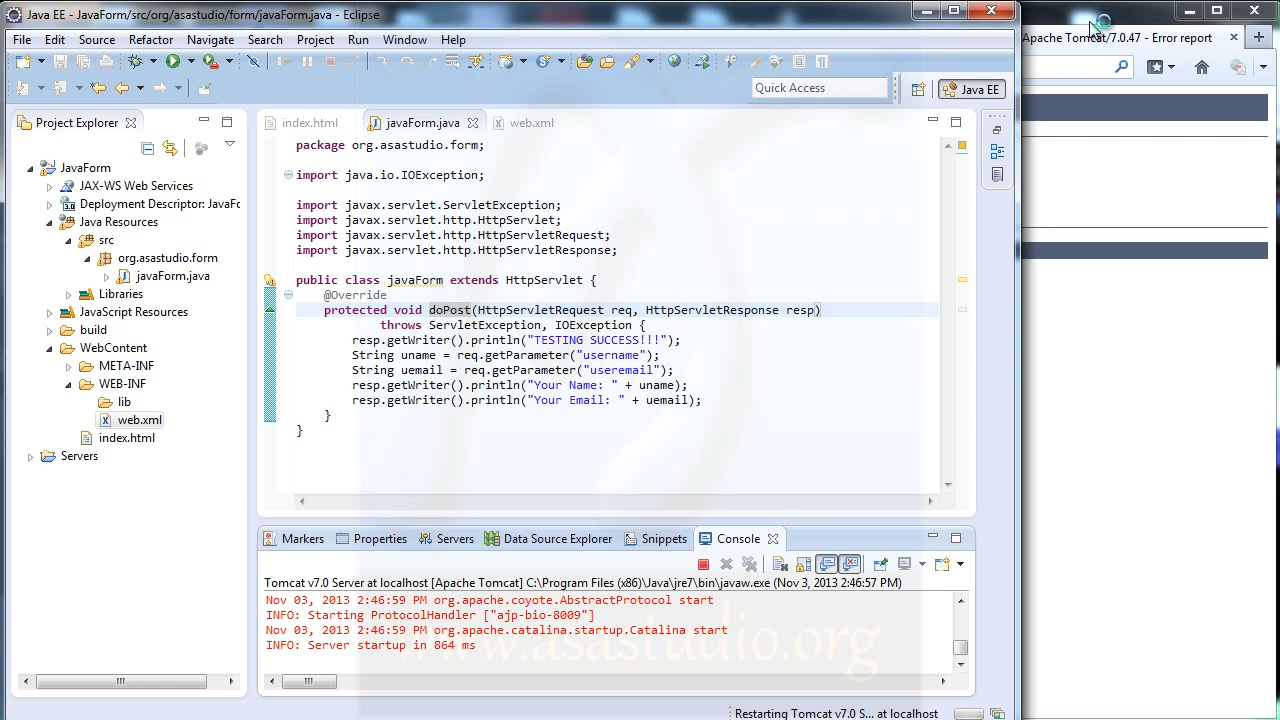 Java EE - JavaForm/src/org/asastudio/form/javaForm.java - Eclipse
File Edit Source Refactor Navigate Search Project Run Window Help
Apache Tomcat/7.0.47 - Error report
Quick Access
Java EE
Project Explorer
index.html
javaForm.java
web.xml
JavaForm
JAX-WS Web Services
Deployment Descriptor: JavaFo
Java Resources
src
org.asastudio.form
javaForm.java
Libraries
JavaScript Resources
build
WebContent
META-INF
WEB-INF
lib
web.xml
index.html
Servers
package org.asastudio.form;
import java.io.IOException;
import javax.servlet.ServletException;
import javax.servlet.http.HttpServlet;
import javax.servlet.http.HttpServletRequest;
import javax.servlet.http.HttpServletResponse;
public class javaForm extends HttpServlet {
@Override
protected void doPost(HttpServletRequest req, HttpServletResponse resp)
throws ServletException, IOException {
resp.getWriter().println("TESTING SUCCESS!!!");
String uname = req.getParameter("username");
String uemail = req.getParameter("useremail");
resp.getWriter().println("Your Name: " + uname);
resp.getWriter().println("Your Email: " + uemail);
}
}
Markers Properties Servers Data Source Explorer Snippets Console
Tomcat v7.0 Server at localhost [Apache Tomcat] C:\Program Files (x86)\Java\jre7\bin\javaw.exe (Nov 3, 2013 2:46:57 PM)
Nov 03, 2013 2:46:59 PM org.apache.coyote.AbstractProtocol start
INFO: Starting ProtocolHandler ["ajp-bio-8009"]
Nov 03, 2013 2:46:59 PM org.apache.catalina.startup.Catalina start
INFO: Server startup in 864 ms
www.asastudio.org
Restarting Tomcat v7.0 S... at localhost